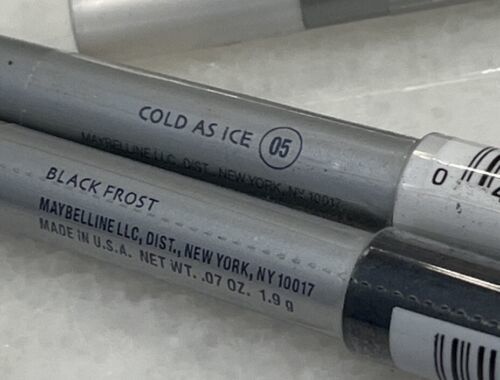 COLD AS ICE 05
MAYBELLINE LLC, DIST., NEW YORK, NY 10017
BLACK FROST
MAYBELLINE LLC, DIST., NEW YORK, NY 10017
MADE IN U.S.A. NET WT. .07 OZ. 1.9 g
0